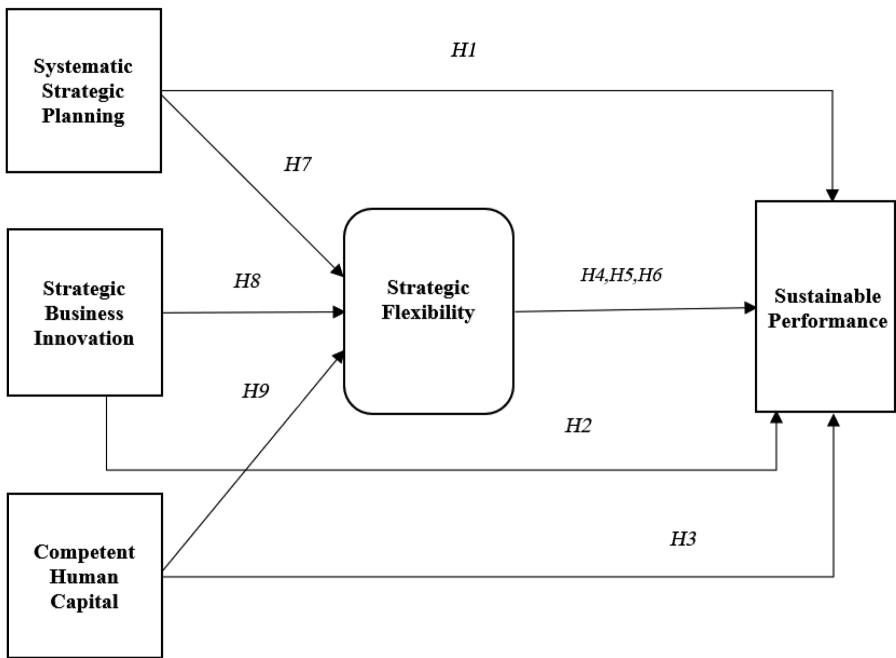 Systematic
Strategic
Planning
H1
H7
Strategic
Business
Innovation
H8
Strategic
Flexibility
H4,H5,H6
Sustainable
Performance
H9
H2
Competent
Human
Capital
H3